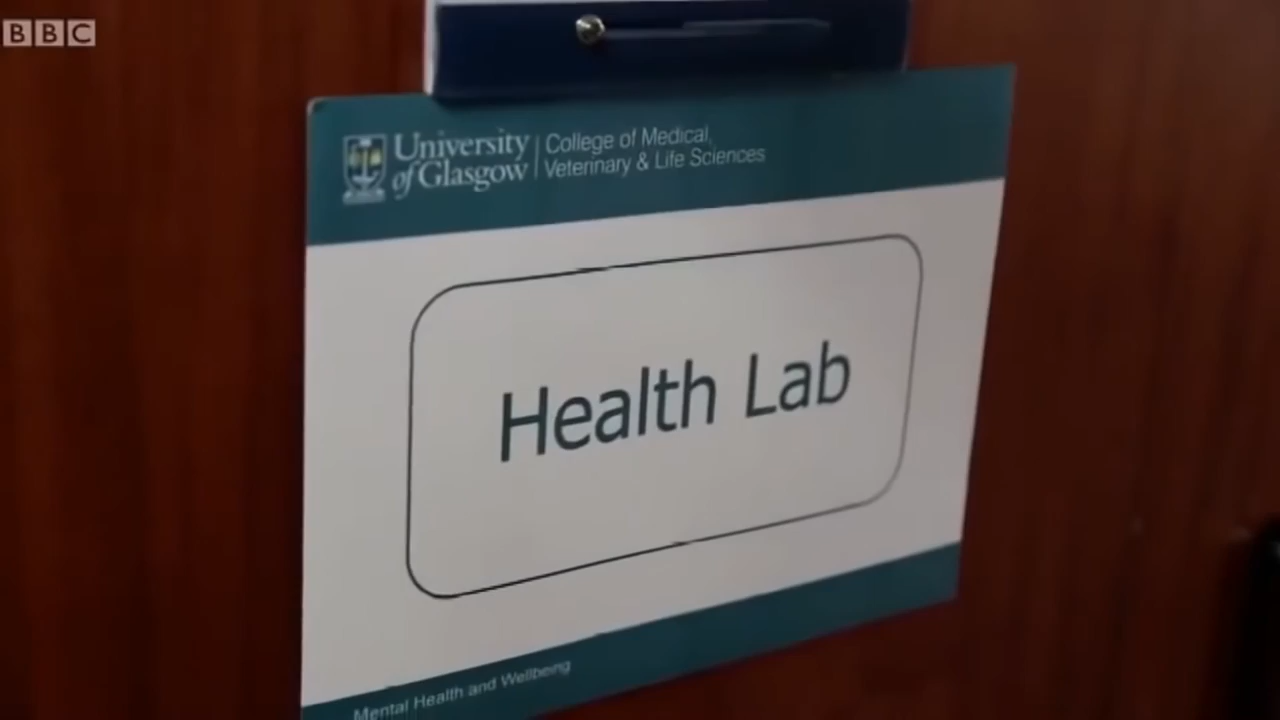 BBC
University
of Glasgow
College of Medical,
Veterinary & Life Sciences
Health Lab
Mental Health and Wellbeing